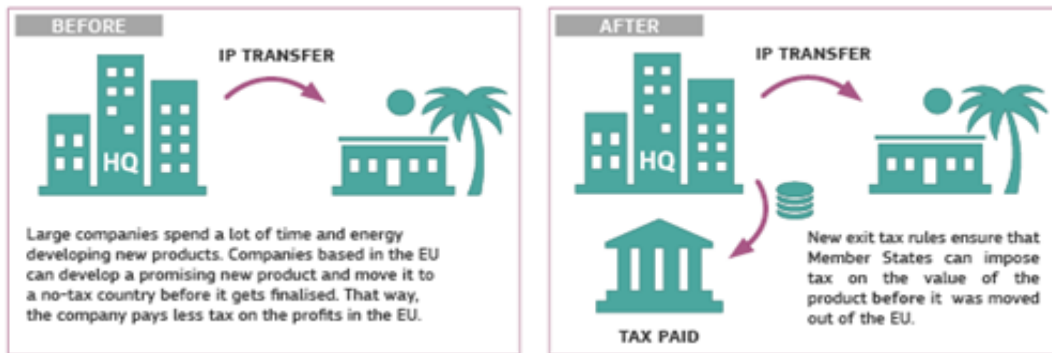 BEFORE
IP TRANSFER
HQ
Large companies spend a lot of time and energy
developing new products. Companies based in the EU
can develop a promising new product and move it to
a no-tax country before it gets finalised. That way,
the company pays less tax on the profits in the EU.
AFTER
IP TRANSFER
HQ
New exit tax rules ensure that
Member States can impose
tax on the value of the
product before it was moved
out of the EU.
TAX PAID